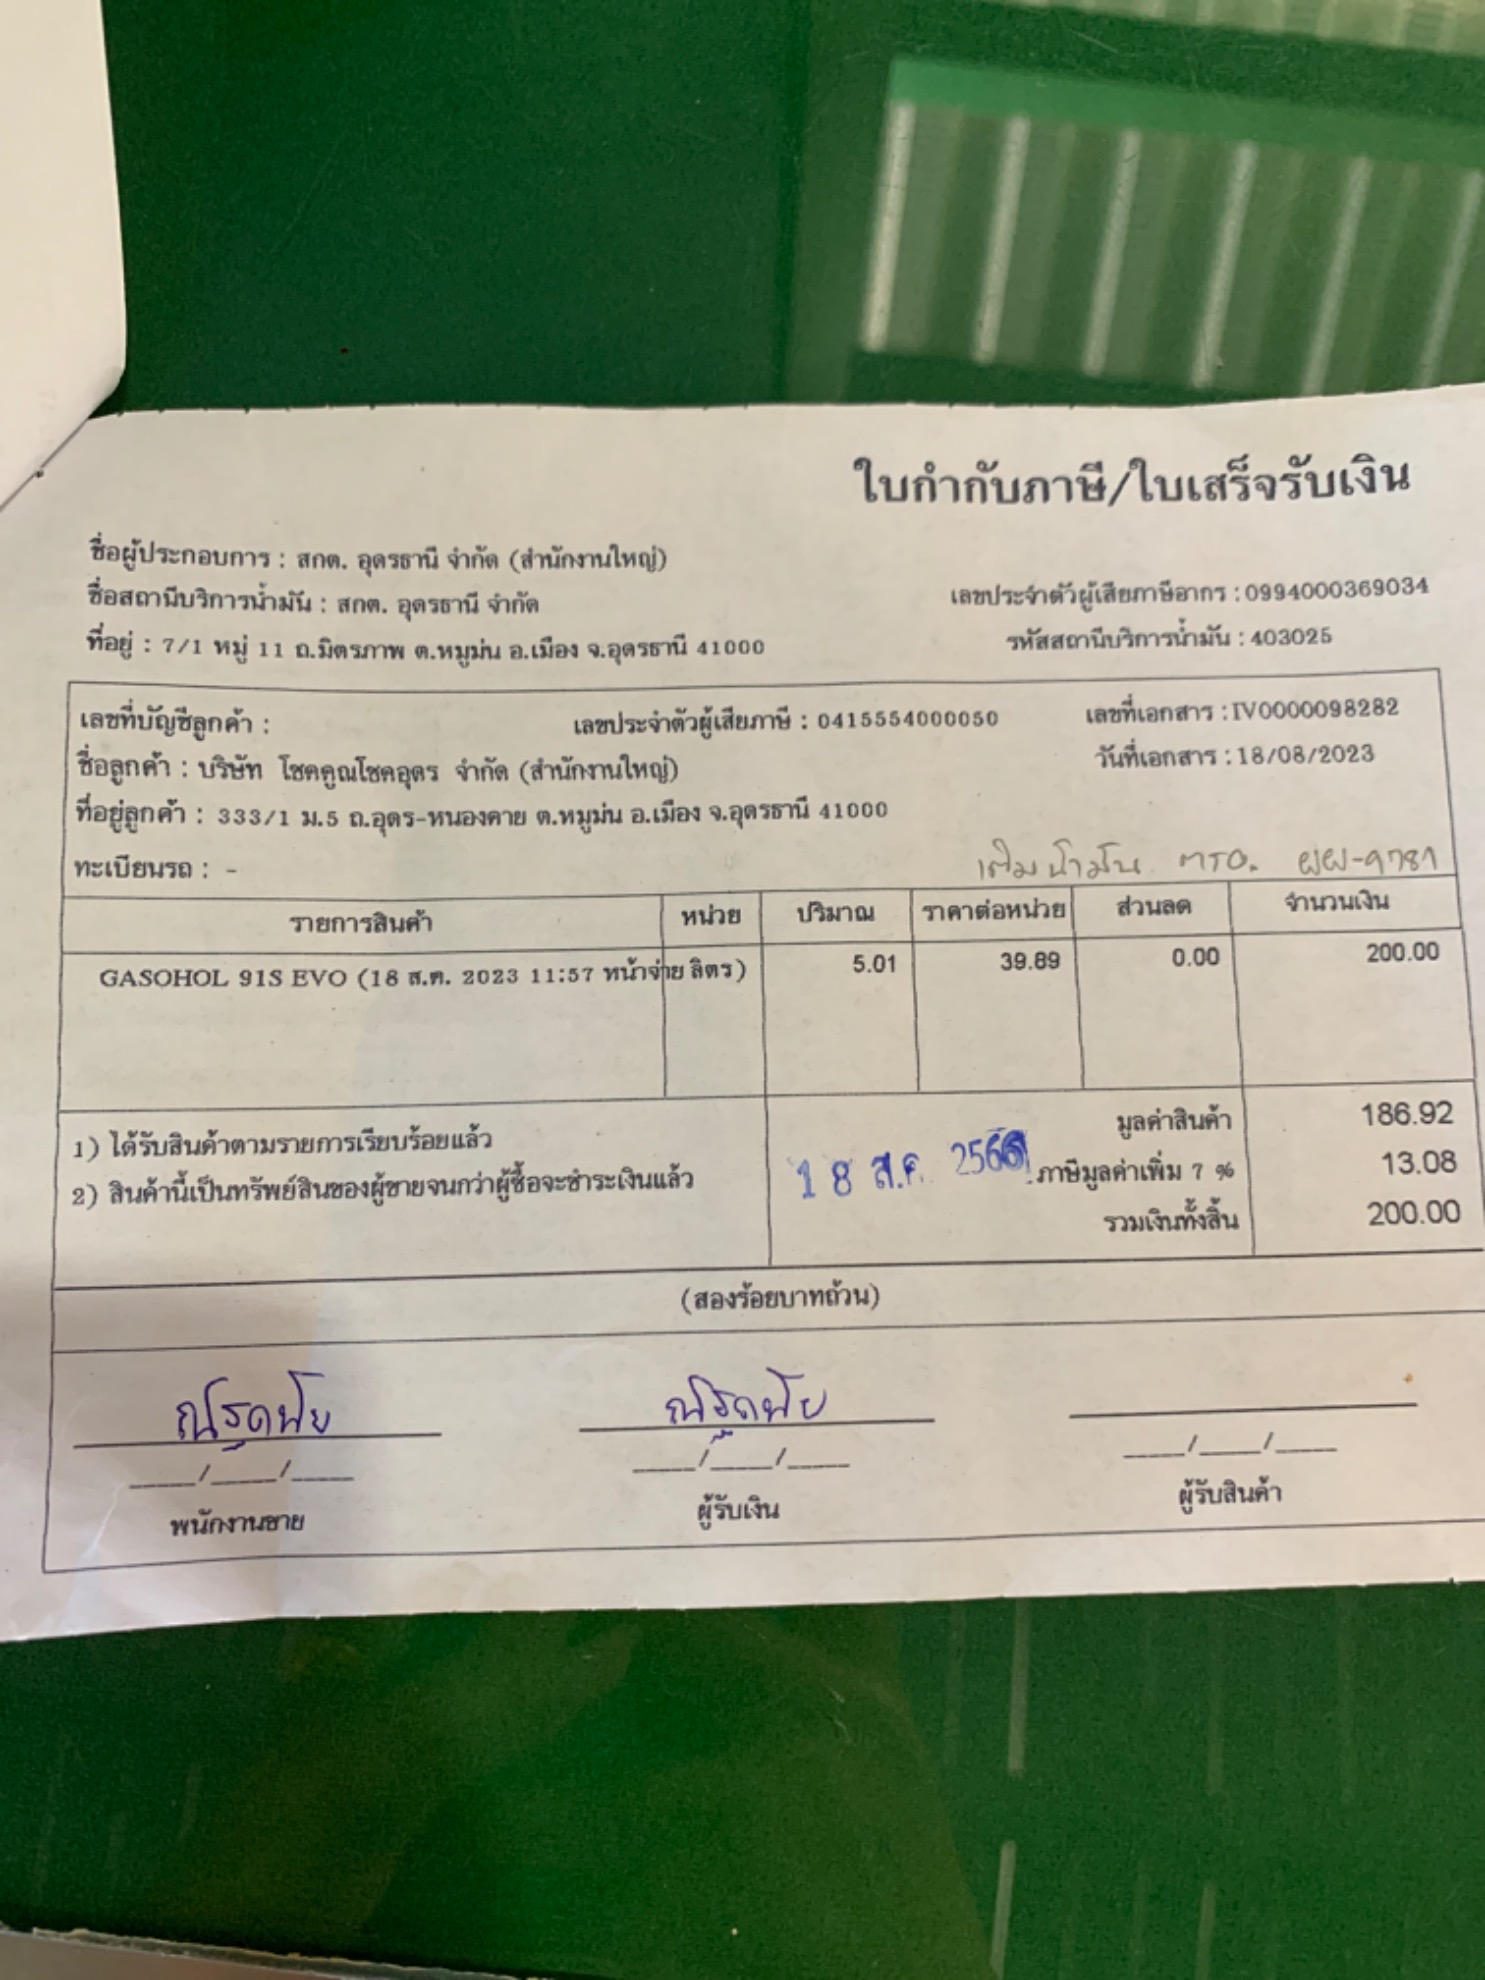 ใบกำกับภาษี/ใบเสร็จรับเงิน
ชื่อผู้ประกอบการ : สกต. อุดรธานี จำกัด (สำนักงานใหญ่)
ชื่อสถานีบริการน้ำมัน : สกต. อุดรธานี จำกัด
เลขประจำตัวผู้เสียภาษีอากร : 0994000369034
ที่อยู่ : 7/1 หมู่ 11 ถ.มิตรภาพ ต.หมูม่น อ.เมือง จ.อุดรธานี 41000
รหัสสถานีบริการน้ำมัน : 403025
เลขที่บัญชีลูกค้า : เลขประจำตัวผู้เสียภาษี : 0415554000050 เลขที่เอกสาร : IV0000098282
ชื่อลูกค้า : บริษัท โชคคูณโชคอุดร จำกัด (สำนักงานใหญ่) วันที่เอกสาร : 18/08/2023
ที่อยู่ลูกค้า : 333/1 ม.5 ถ.อุดร-หนองคาย ต.หมูม่น อ.เมือง จ.อุดรธานี 41000
ทะเบียนรถ : - เติมน้ำมัน
รายการสินค้า หน่วย ปริมาณ ราคาต่อหน่วย ส่วนลด จำนวนเงิน
GASOHOL 91S EVO (18 ส.ค. 2023 11:57 หน้าจ่าย ลิตร) 5.01 39.89 0.00 200.00
1) ได้รับสินค้าตามรายการเรียบร้อยแล้ว
มูลค่าสินค้า 186.92
2) สินค้านี้เป็นทรัพย์สินของผู้ขายจนกว่าผู้ซื้อจะชำระเงินแล้ว
18 ส.ค. 2566
ภาษีมูลค่าเพิ่ม 7 % 13.08
รวมเงินทั้งสิ้น 200.00
(สองร้อยบาทถ้วน)
____/____/____ ____/____/____ ____/____/____
พนักงานขาย ผู้รับเงิน ผู้รับสินค้า